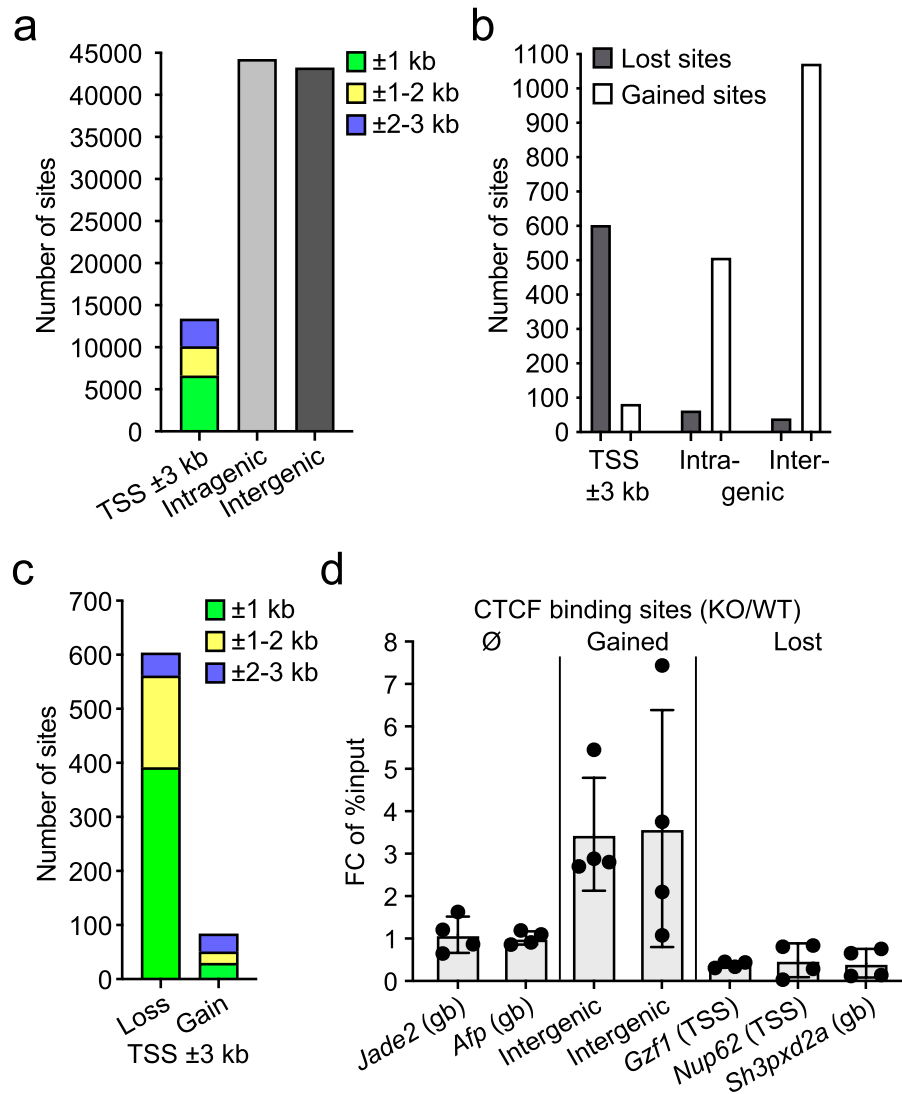 a
45000
40000
35000
30000
25000
20000
15000
10000
5000
0
Number of sites
±1 kb
±1-2 kb
±2-3 kb
TSS ±3 kb
Intragenic
Intergenic
b
1100
1000
900
800
700
600
500
400
300
200
100
0
Number of sites
Lost sites
Gained sites
TSS
±3 kb
Intra-
Inter-
genic
c
700
600
500
400
300
200
100
0
Number of sites
±1 kb
±1-2 kb
±2-3 kb
Loss
Gain
TSS ±3 kb
d
CTCF binding sites (KO/WT)
Ø
Gained
Lost
8
7
6
5
4
3
2
1
0
FC of %input
Jade2 (gb)
Afp (gb)
Intergenic
Intergenic
Gzf1 (TSS)
Nup62 (TSS)
Sh3pxd2a (gb)